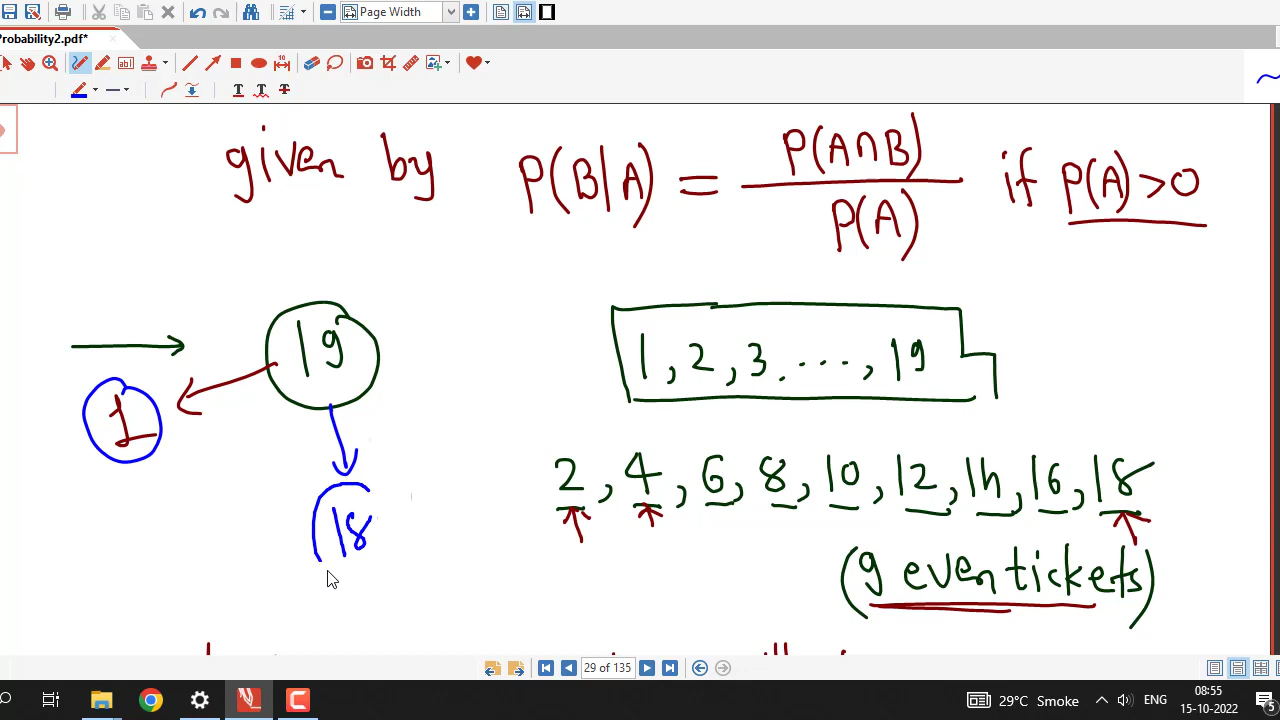 Page Width
Probability2.pdf*
given by P(B|A) = P(A∩B) / P(A) if P(A) > 0
19
1, 2, 3, ..., 19
1
2, 4, 6, 8, 10, 12, 14, 16, 18
18
(9 even tickets)
29 of 135
29°C Smoke
ENG
08:55
15-10-2022
5